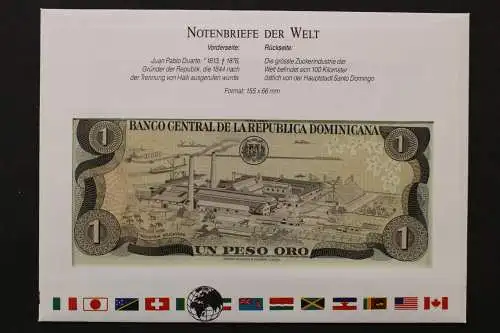 NOTENBRIEFE DER WELT
Vorderseite:
Rückseite:
Juan Pablo Duarte, * 1813, † 1876,
Gründer der Republik, die 1844 nach
der Trennung von Haiti ausgerufen wurde
Die grösste Zuckerindustrie der
Welt befindet sich 100 Kilometer
östlich von der Hauptstadt Santo Domingo
Format: 155 x 66 mm
1
BANCO CENTRAL DE LA REPUBLICA DOMINICANA
1
1
UN PESO ORO
1